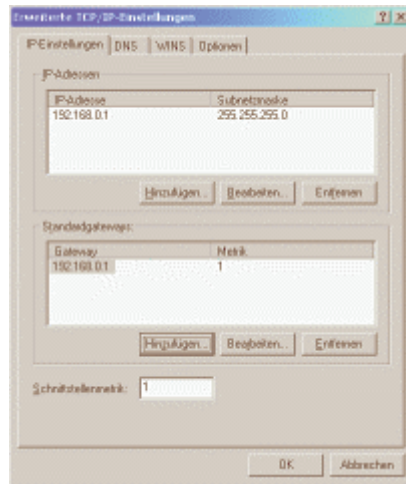 Erweiterte TCP/IP-Einstellungen
IP-Einstellungen DNS WINS Optionen
IP-Adressen
IP-Adresse Subnetzmaske
192.168.0.1 255.255.255.0
Hinzufügen... Bearbeiten... Entfernen
Standardgateways:
Gateway Metrik
192.168.0.1 1
Hinzufügen... Bearbeiten... Entfernen
Schnittstellenmetrik: 1
OK Abbrechen